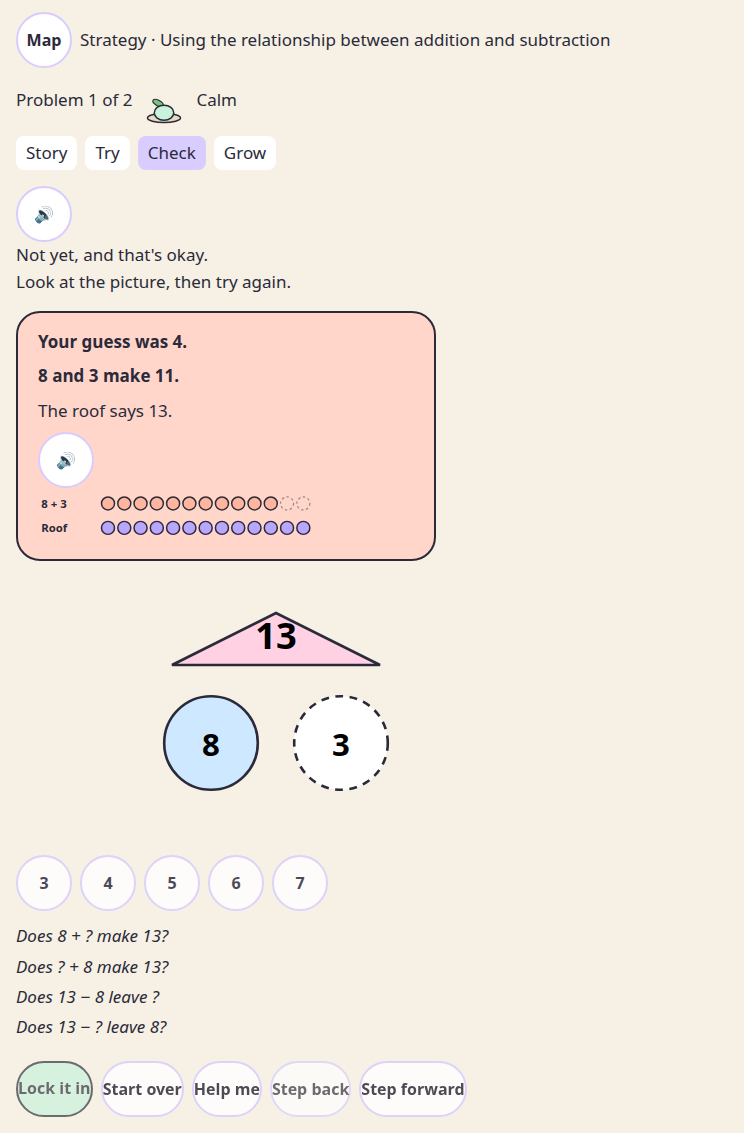 Map Strategy · Using the relationship between addition and subtraction
Problem 1 of 2 Calm
Story Try Check Grow
Not yet, and that's okay.
Look at the picture, then try again.
Your guess was 4.
8 and 3 make 11.
The roof says 13.
8 + 3
Roof
13
8 3
3 4 5 6 7
Does 8 + ? make 13?
Does ? + 8 make 13?
Does 13 − 8 leave ?
Does 13 − ? leave 8?
Lock it in Start over Help me Step back Step forward